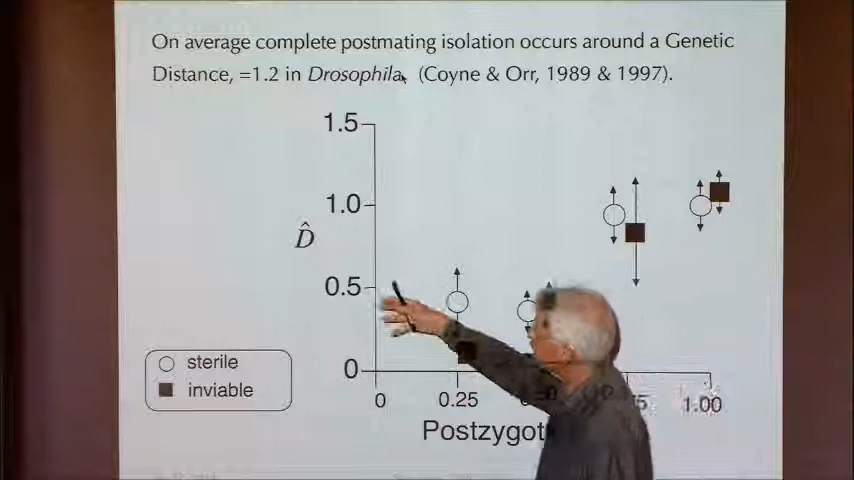 On average complete postmating isolation occurs around a Genetic
Distance, =1.2 in Drosophila, (Coyne & Orr, 1989 & 1997).
1.5
1.0
D̂
0.5
0
sterile
inviable
0 0.25 1.00